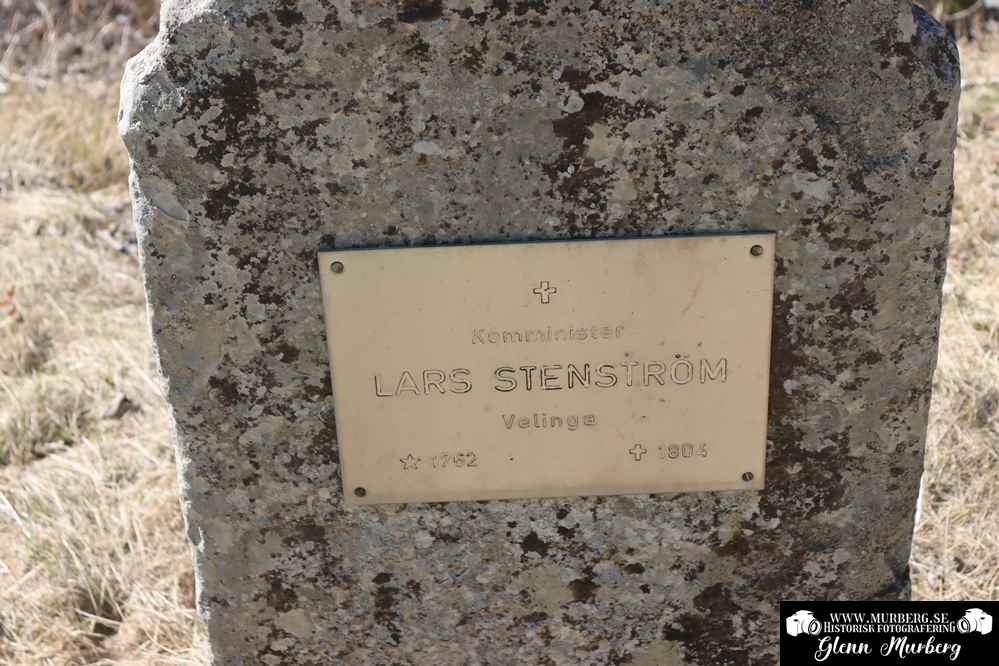 Komminister
LARS STENSTRÖM
Velinga
1762 1804
WWW.MURBERG.SE
HISTORISK FOTOGRAFERING
Glenn Murberg